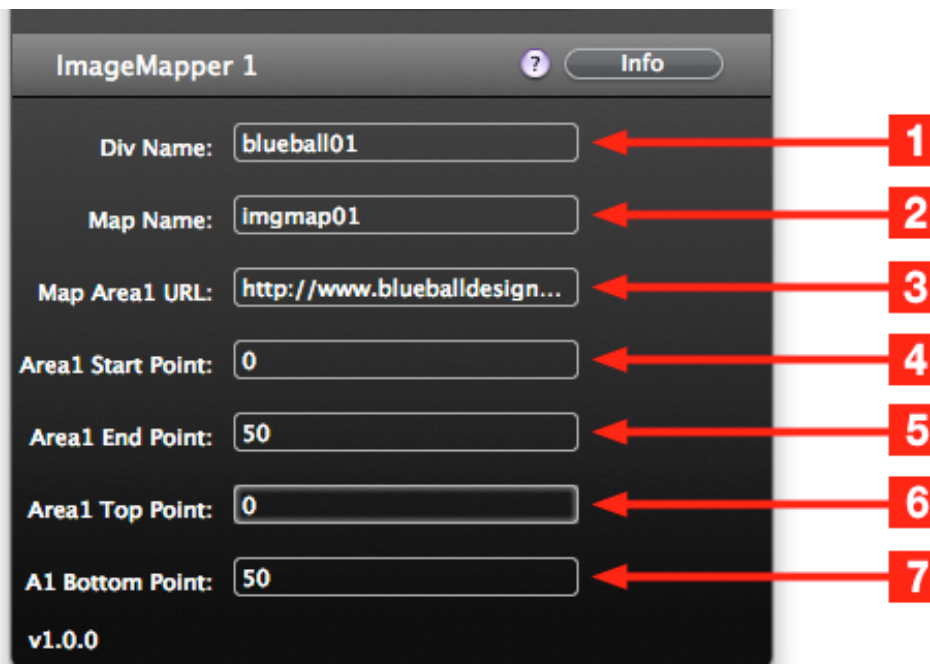 ImageMapper 1 ? Info
Div Name: blueball01 1
Map Name: imgmap01 2
Map Area1 URL: http://www.blueballdesign... 3
Area1 Start Point: 0 4
Area1 End Point: 50 5
Area1 Top Point: 0 6
A1 Bottom Point: 50 7
v1.0.0